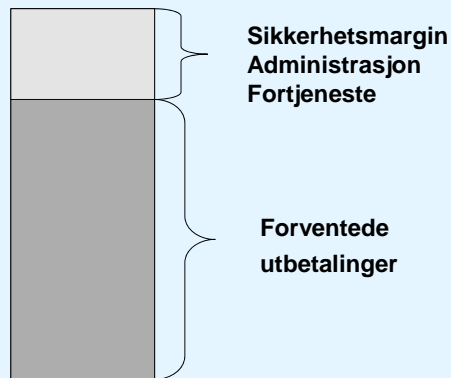 Sikkerhetsmargin
Administrasjon
Fortjeneste
Forventede
utbetalinger